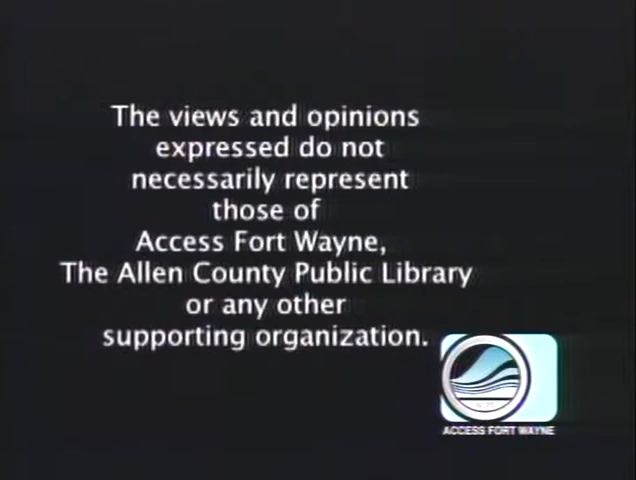 The views and opinions
expressed do not
necessarily represent
those of
Access Fort Wayne,
The Allen County Public Library
or any other
supporting organization.
ACCESS FORT WAYNE